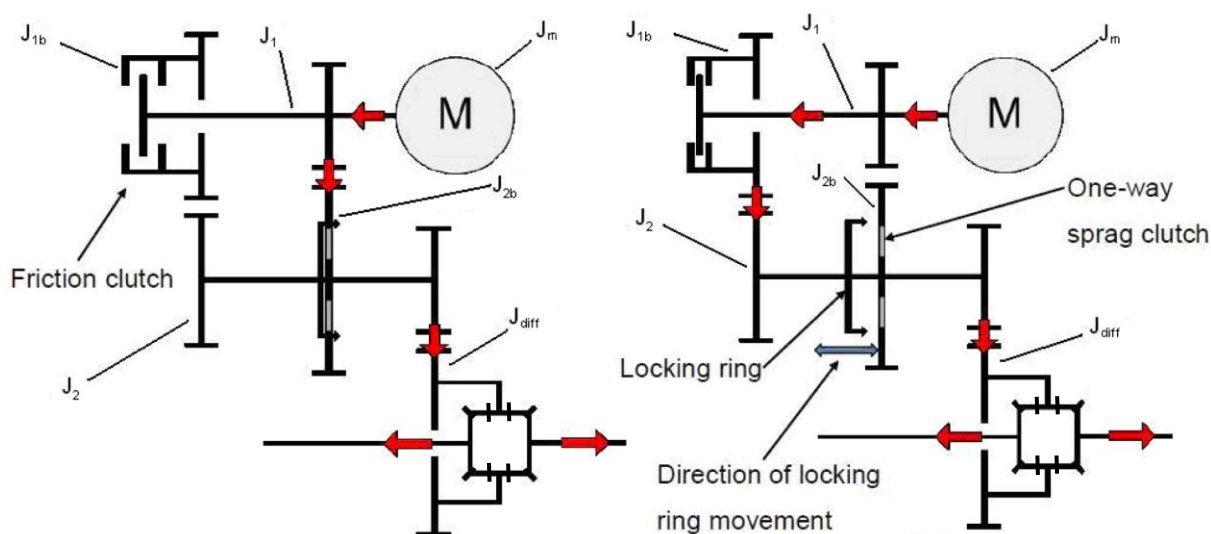 J1b
J1
Jm
M
J2b
Friction clutch
J2
Jdiff
J1b
J1
Jm
M
J2b
One-way
sprag clutch
J2
Locking ring
Jdiff
Direction of locking
ring movement